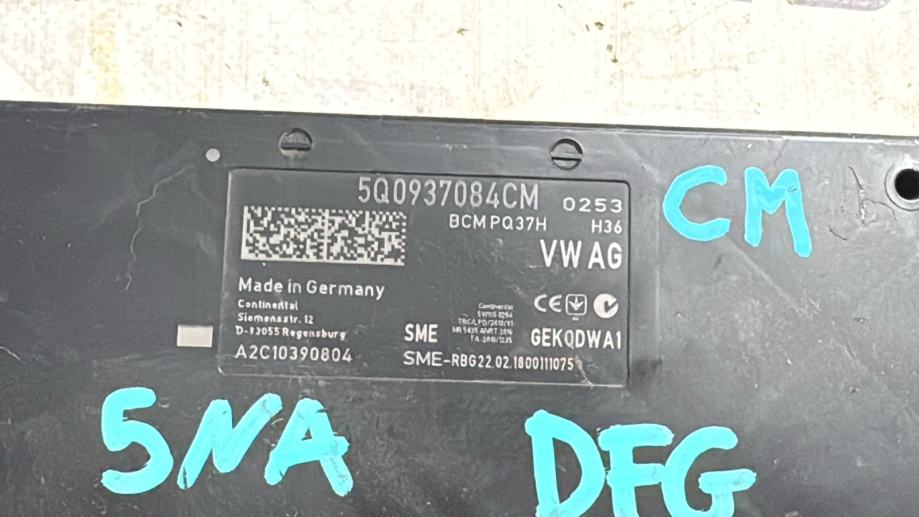 5Q0937084CM 0253
BCM PQ37H H36
VW AG
CM
Made in Germany
Continental
Siemensstr. 12
D-93055 Regensburg
A2C10390804
Continental
SME
GEKQDWA1
SME-RBG22.02.1800111075
5NA
DFG